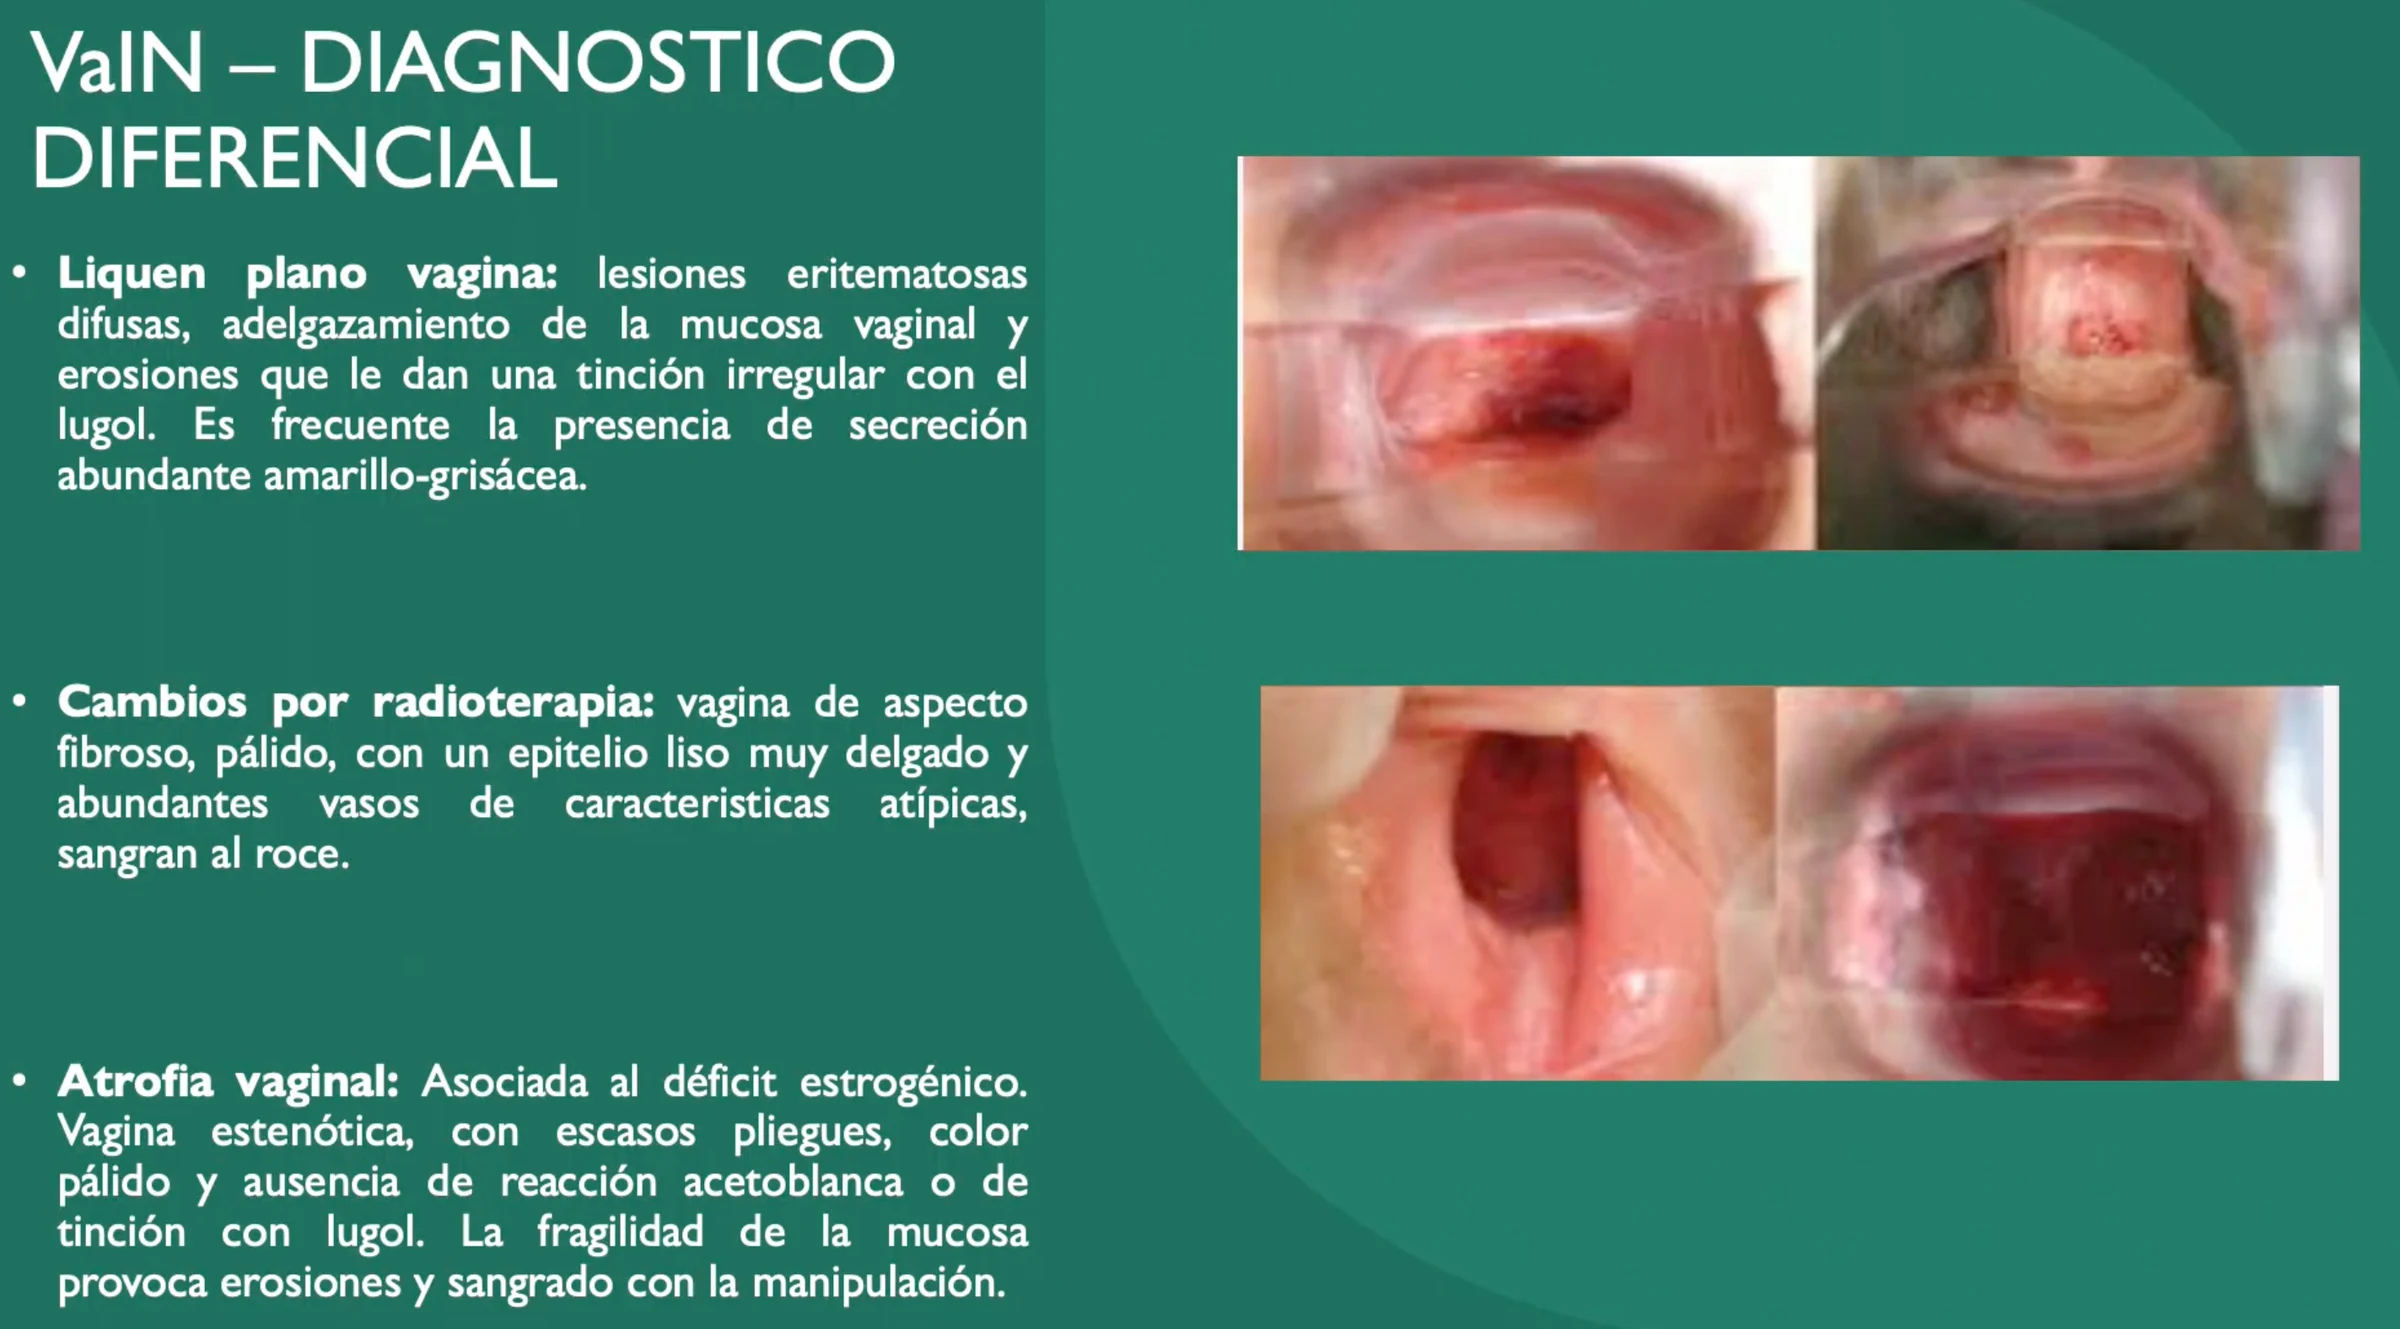 VaIN – DIAGNOSTICO
DIFERENCIAL
• Liquen plano vagina: lesiones eritematosas
difusas, adelgazamiento de la mucosa vaginal y
erosiones que le dan una tinción irregular con el
lugol. Es frecuente la presencia de secreción
abundante amarillo-grisácea.
• Cambios por radioterapia: vagina de aspecto
fibroso, pálido, con un epitelio liso muy delgado y
abundantes vasos de caracteristicas atípicas,
sangran al roce.
• Atrofia vaginal: Asociada al déficit estrogénico.
Vagina estenótica, con escasos pliegues, color
pálido y ausencia de reacción acetoblanca o de
tinción con lugol. La fragilidad de la mucosa
provoca erosiones y sangrado con la manipulación.